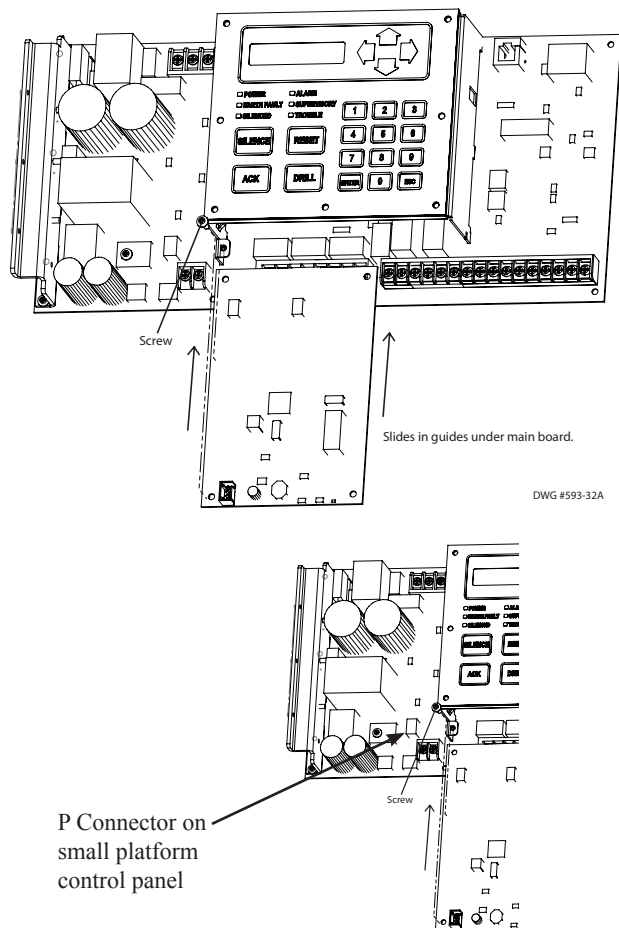 POWER ALARM
EARTH FAULT SUPERVISORY
SILENCED TROUBLE
SILENCE RESET
ACK DRILL
1 2 3
4 5 6
7 8 9
ENTER 0 ESC
Screw
Slides in guides under main board.
DWG #593-32A
POWER
EARTH FAULT
SILENCED
SILENCE
ACK
Screw
P Connector on
small platform
control panel